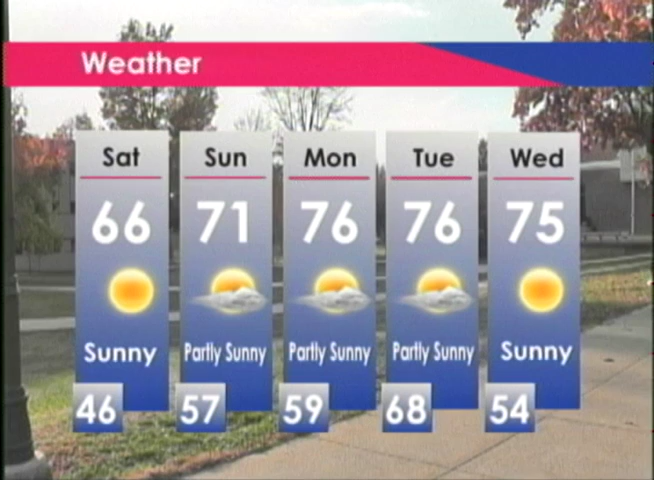 Weather
Sat Sun Mon Tue Wed
66 71 76 76 75
Sunny Partly Sunny Partly Sunny Partly Sunny Sunny
46 57 59 68 54